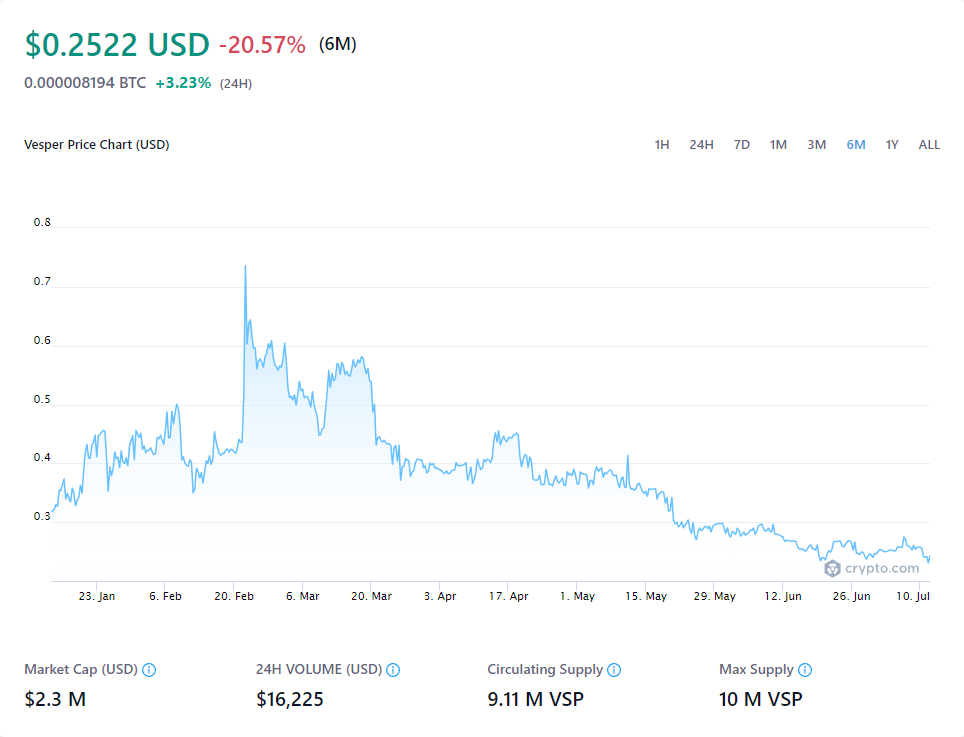 $0.2522 USD -20.57% (6M)
0.000008194 BTC +3.23% (24H)
Vesper Price Chart (USD) 1H 24H 7D 1M 3M 6M 1Y ALL
0.8
0.7
0.6
0.5
0.4
0.3
crypto.com
23. Jan 6. Feb 20. Feb 6. Mar 20. Mar 3. Apr 17. Apr 1. May 15. May 29. May 12. Jun 26. Jun 10. Jul
Market Cap (USD) 24H VOLUME (USD) Circulating Supply Max Supply
$2.3 M $16,225 9.11 M VSP 10 M VSP